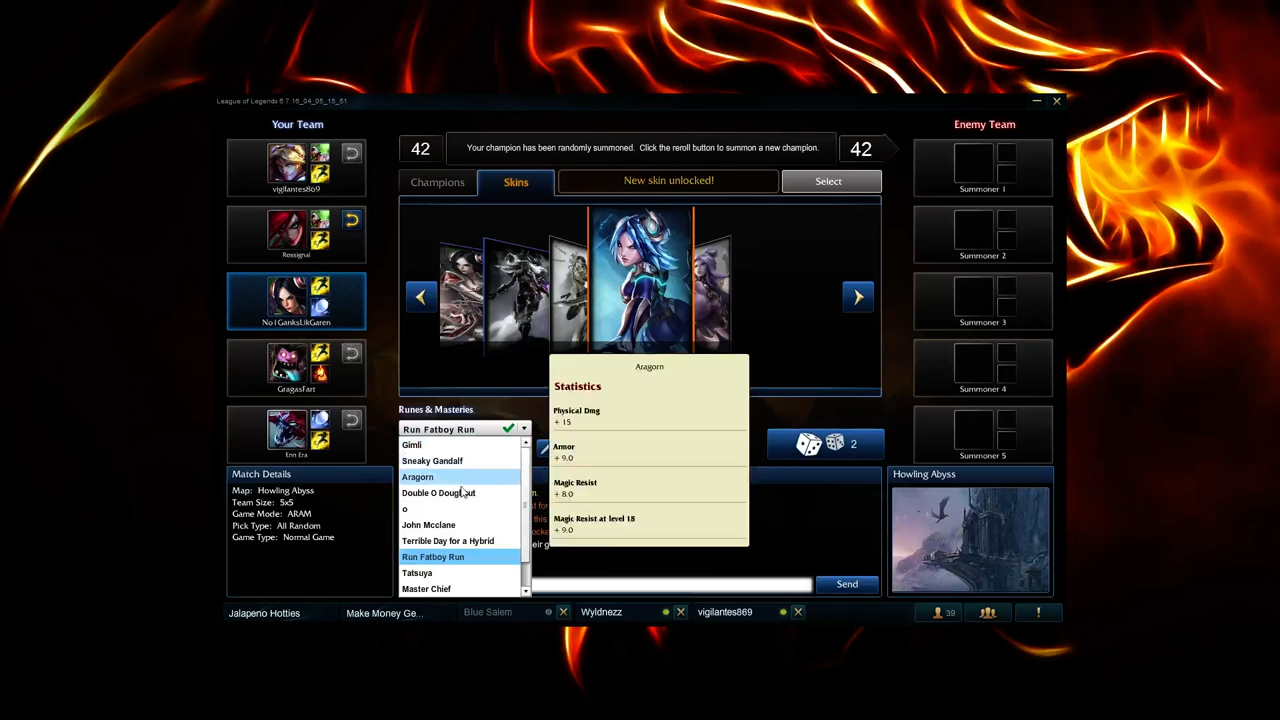 League of Legends 6.7.16_04_05_15_51
Your Team
Enemy Team
42
Your champion has been randomly summoned. Click the reroll button to summon a new champion.
42
Champions
Skins
New skin unlocked!
Select
vigilantes869
Rossignal
No1GanksLikGaren
GragasFart
Enn Era
Summoner 1
Summoner 2
Summoner 3
Summoner 4
Summoner 5
Runes & Masteries
Run Fatboy Run
Gimli
Sneaky Gandalf
Aragorn
Double O Doughnut
o
John Mcclane
Terrible Day for a Hybrid
Run Fatboy Run
Tatsuya
Master Chief
Aragorn
Statistics
Physical Dmg
+ 15
Armor
+ 9.0
Magic Resist
+ 8.0
Magic Resist at level 18
+ 9.0
2
Match Details
Map: Howling Abyss
Team Size: 5x5
Game Mode: ARAM
Pick Type: All Random
Game Type: Normal Game
Howling Abyss
Send
Jalapeno Hotties
Make Money Ge...
Blue Salem
Wyldnezz
vigilantes869
39